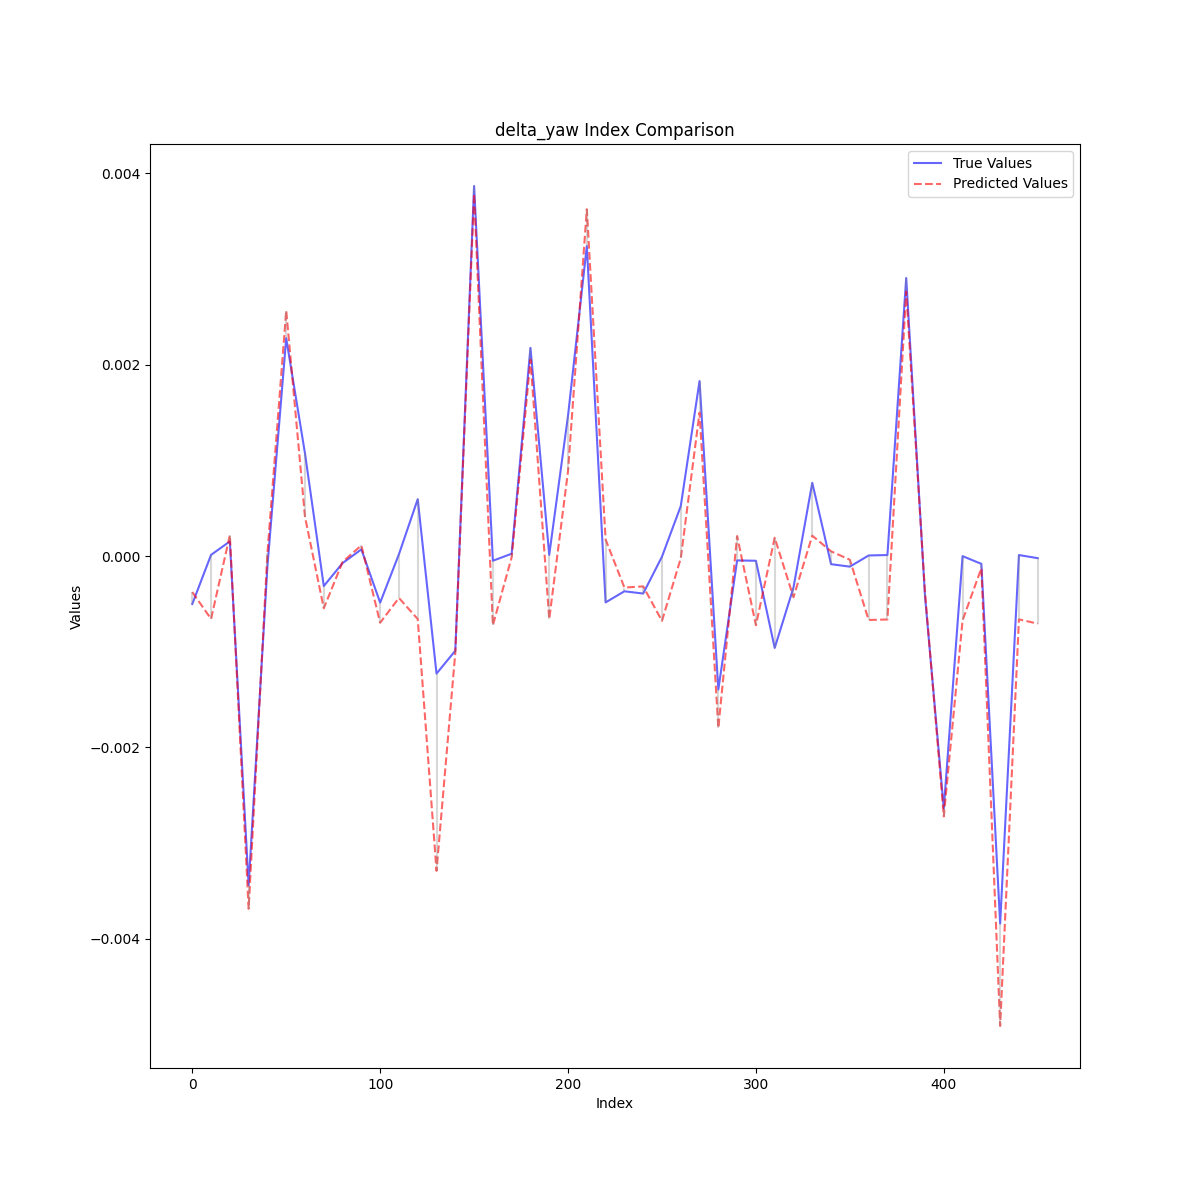 delta_yaw Index Comparison
True Values
Predicted Values
0.004
0.002
0.000
−0.002
−0.004
Values
0
100
200
300
400
Index